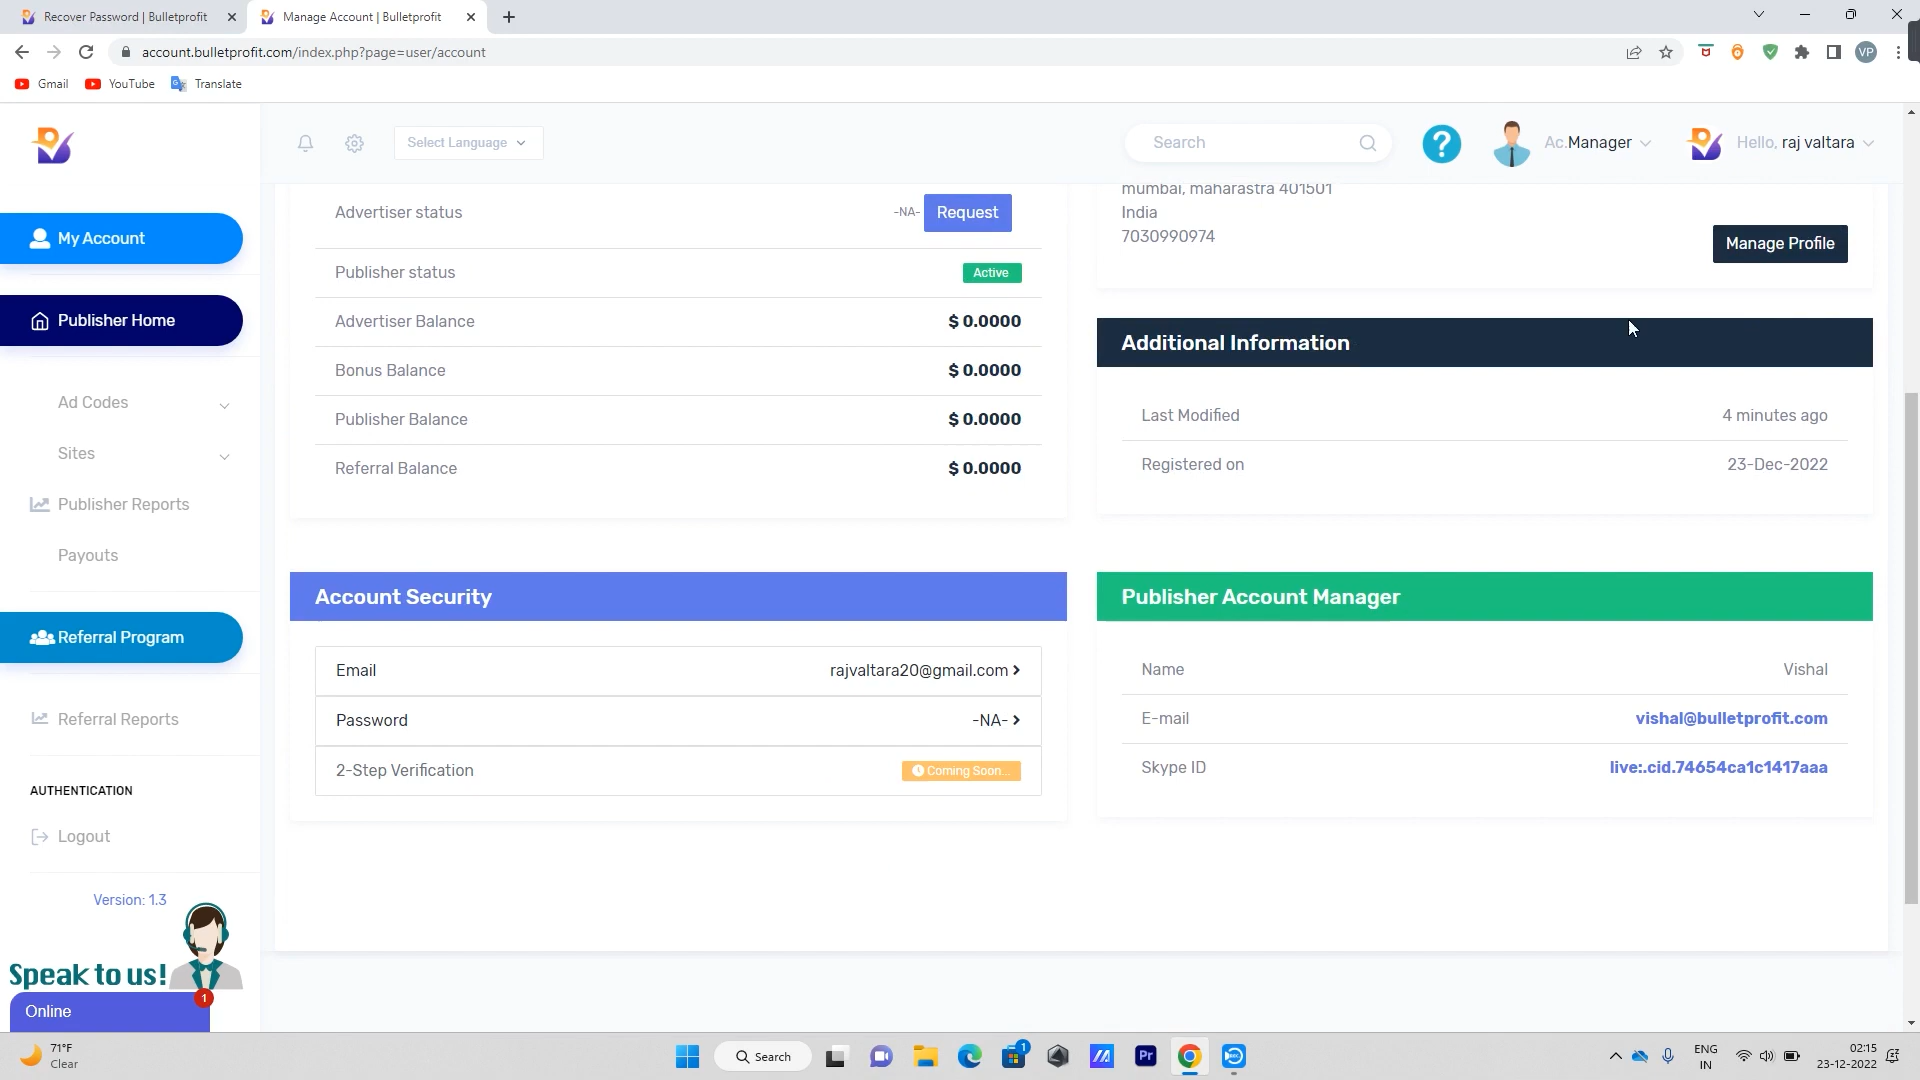 Recover Password | Bulletprofit
Manage Account | Bulletprofit
account.bulletprofit.com/index.php?page=user/account
VP
Gmail
YouTube
Translate
Select Language
Search
?
Ac.Manager
Hello, raj valtara
My Account
Publisher Home
Ad Codes
Sites
Publisher Reports
Payouts
Referral Program
Referral Reports
AUTHENTICATION
Logout
Version: 1.3
Speak to us!
1
Online
Advertiser status -NA- Request
Publisher status Active
Advertiser Balance $ 0.0000
Bonus Balance $ 0.0000
Publisher Balance $ 0.0000
Referral Balance $ 0.0000
mumbai, maharastra 401501
India
7030990974
Manage Profile
Additional Information
Last Modified 4 minutes ago
Registered on 23-Dec-2022
Account Security
Email rajvaltara20@gmail.com
Password -NA-
2-Step Verification Coming Soon...
Publisher Account Manager
Name Vishal
E-mail vishal@bulletprofit.com
Skype ID live:.cid.74654ca1c1417aaa
71°F
Clear
Search
1
Pr
ENG
IN
02:15
23-12-2022